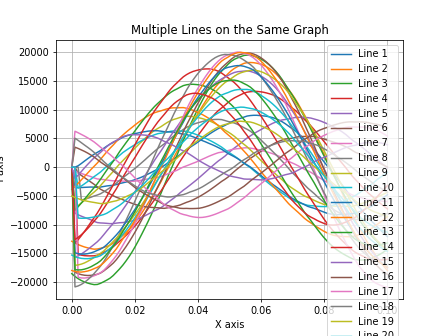 Multiple Lines on the Same Graph
20000
15000
10000
5000
0
−5000
−10000
−15000
−20000
0.00
0.02
0.04
0.06
X axis
Line 1
Line 2
Line 3
Line 4
Line 5
Line 6
Line 7
Line 8
Line 9
Line 10
Line 11
Line 12
Line 13
Line 14
Line 15
Line 16
Line 17
Line 18
Line 19
Line 20